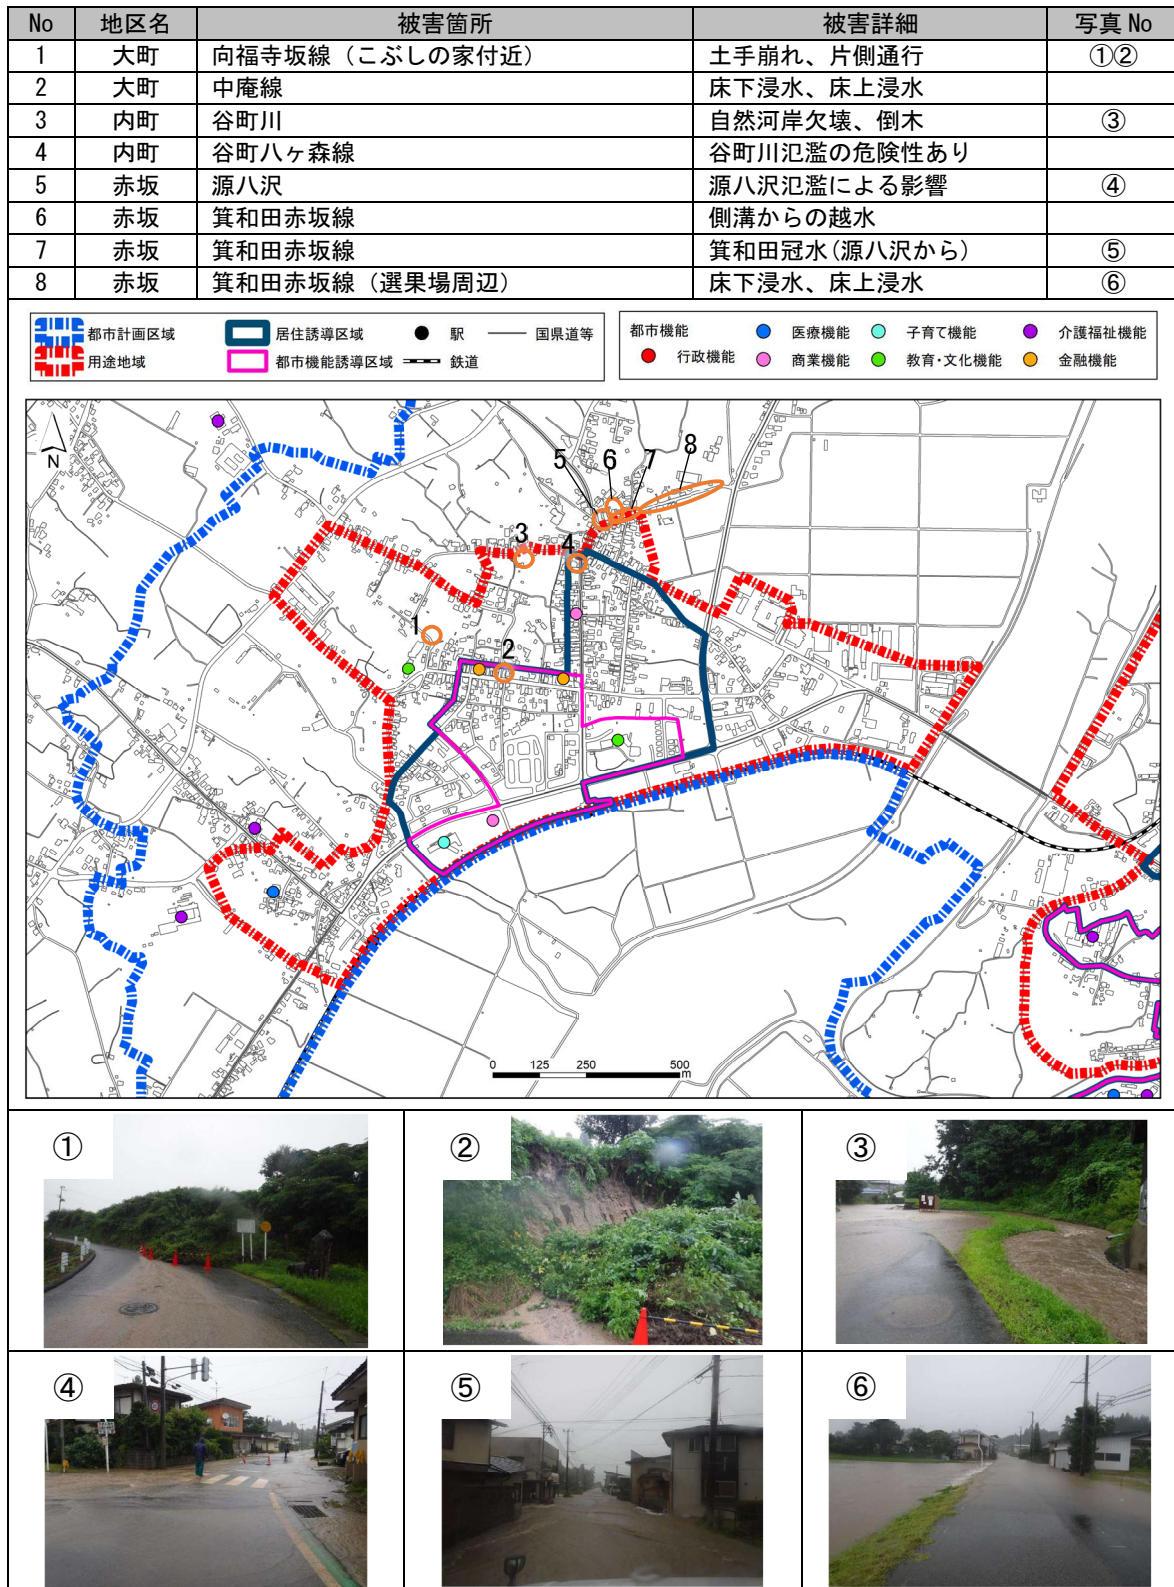 No 地区名 被害箇所 被害詳細 写真 No
1 大町 向福寺坂線（こぶしの家付近） 土手崩れ、片側通行 ①②
2 大町 中庵線 床下浸水、床上浸水
3 内町 谷町川 自然河岸欠壊、倒木 ③
4 内町 谷町八ヶ森線 谷町川氾濫の危険性あり
5 赤坂 源八沢 源八沢氾濫による影響 ④
6 赤坂 箕和田赤坂線 側溝からの越水
7 赤坂 箕和田赤坂線 箕和田冠水(源八沢から) ⑤
8 赤坂 箕和田赤坂線（選果場周辺） 床下浸水、床上浸水 ⑥
都市計画区域 居住誘導区域 駅 国県道等
用途地域 都市機能誘導区域 鉄道
都市機能 医療機能 子育て機能 介護福祉機能
行政機能 商業機能 教育・文化機能 金融機能
N
5 6 7 8
3 4
1 2
0 125 250 500
m
① ② ③
④ ⑤ ⑥